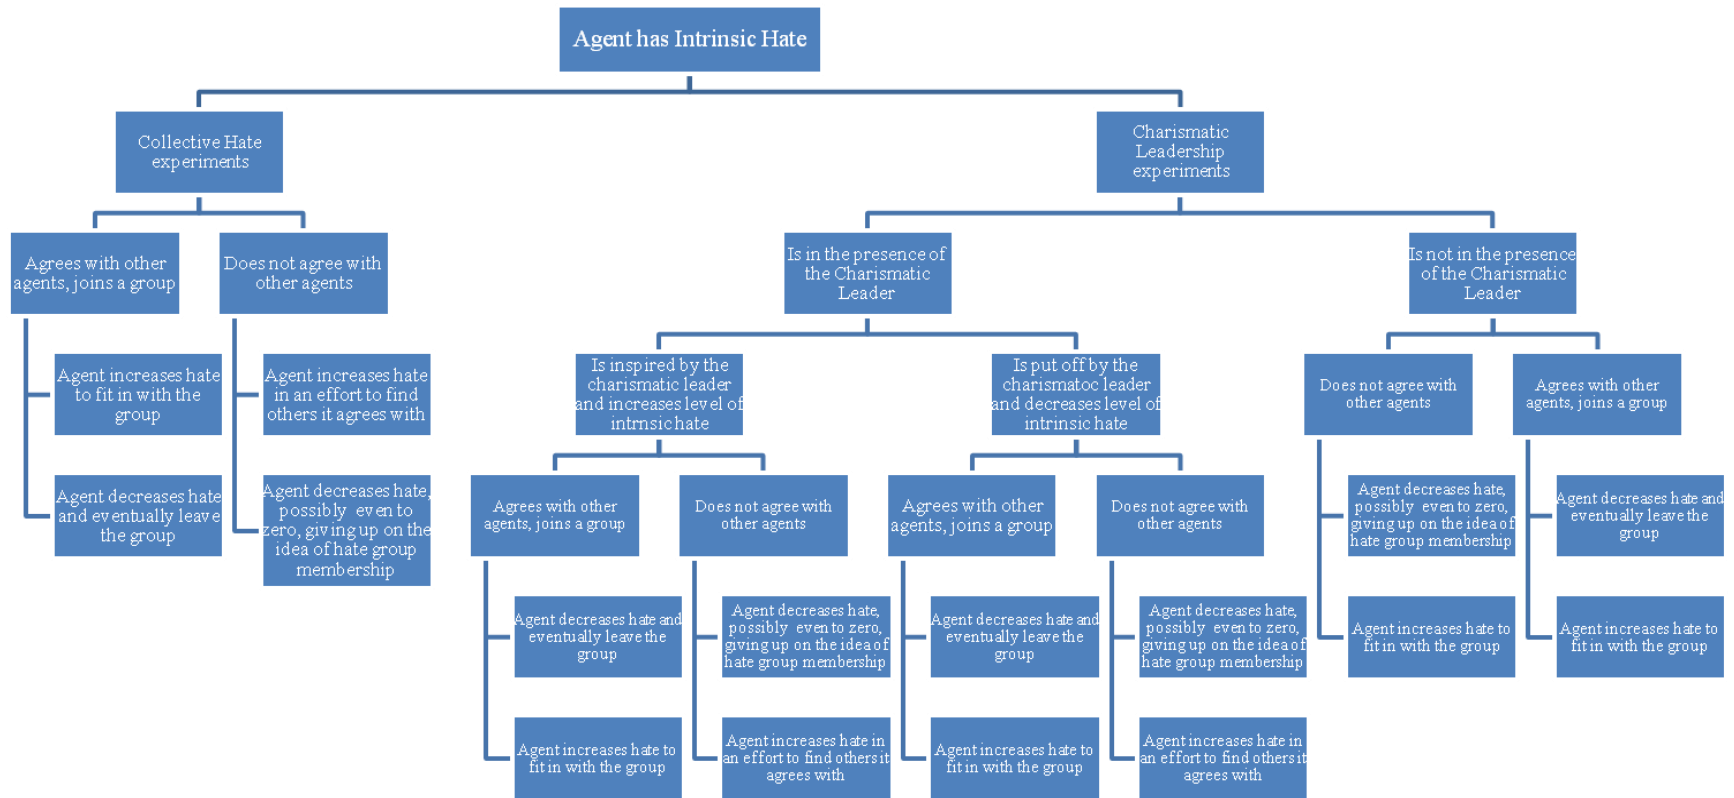 Agent has Intrinsic Hate
Collective Hate
experiments
Charismatic
Leadership
experiments
Agrees with other
agents, joins a group
Does not agree with
other agents
Is in the presence of
the Charismatic
Leader
Is not in the presence
of the Charismatic
Leader
Agent increases hate
to fit in with the
group
Agent increases hate
in an effort to find
others it agrees with
Is inspired by the
charismatic leader
and increases level of
intrnsic hate
Is put off by the
charismatoc leader
and decreases level of
intrinsic hate
Does not agree with
other agents
Agrees with other
agents, joins a group
Agent decreases hate
and eventually leave
the group
Agent decreases hate,
possibly even to
zero, giving up on the
idea of hate group
membership
Agrees with other
agents, joins a group
Does not agree with
other agents
Agrees with other
agents, joins a group
Does not agree with
other agents
Agent decreases hate,
possibly even to zero,
giving up on the idea of
hate group membership
Agent decreases hate and
eventually leave the
group
Agent decreases hate and
eventually leave the
group
Agent decreases hate,
possibly even to zero,
giving up on the idea of
hate group membership
Agent decreases hate and
eventually leave the
group
Agent decreases hate,
possibly even to zero,
giving up on the idea of
hate group membership
Agent increases hate to
fit in with the group
Agent increases hate to
fit in with the group
Agent increases hate to
fit in with the group
Agent increases hate in
an effort to find others it
agrees with
Agent increases hate to
fit in with the group
Agent increases hate in
an effort to find others it
agrees with